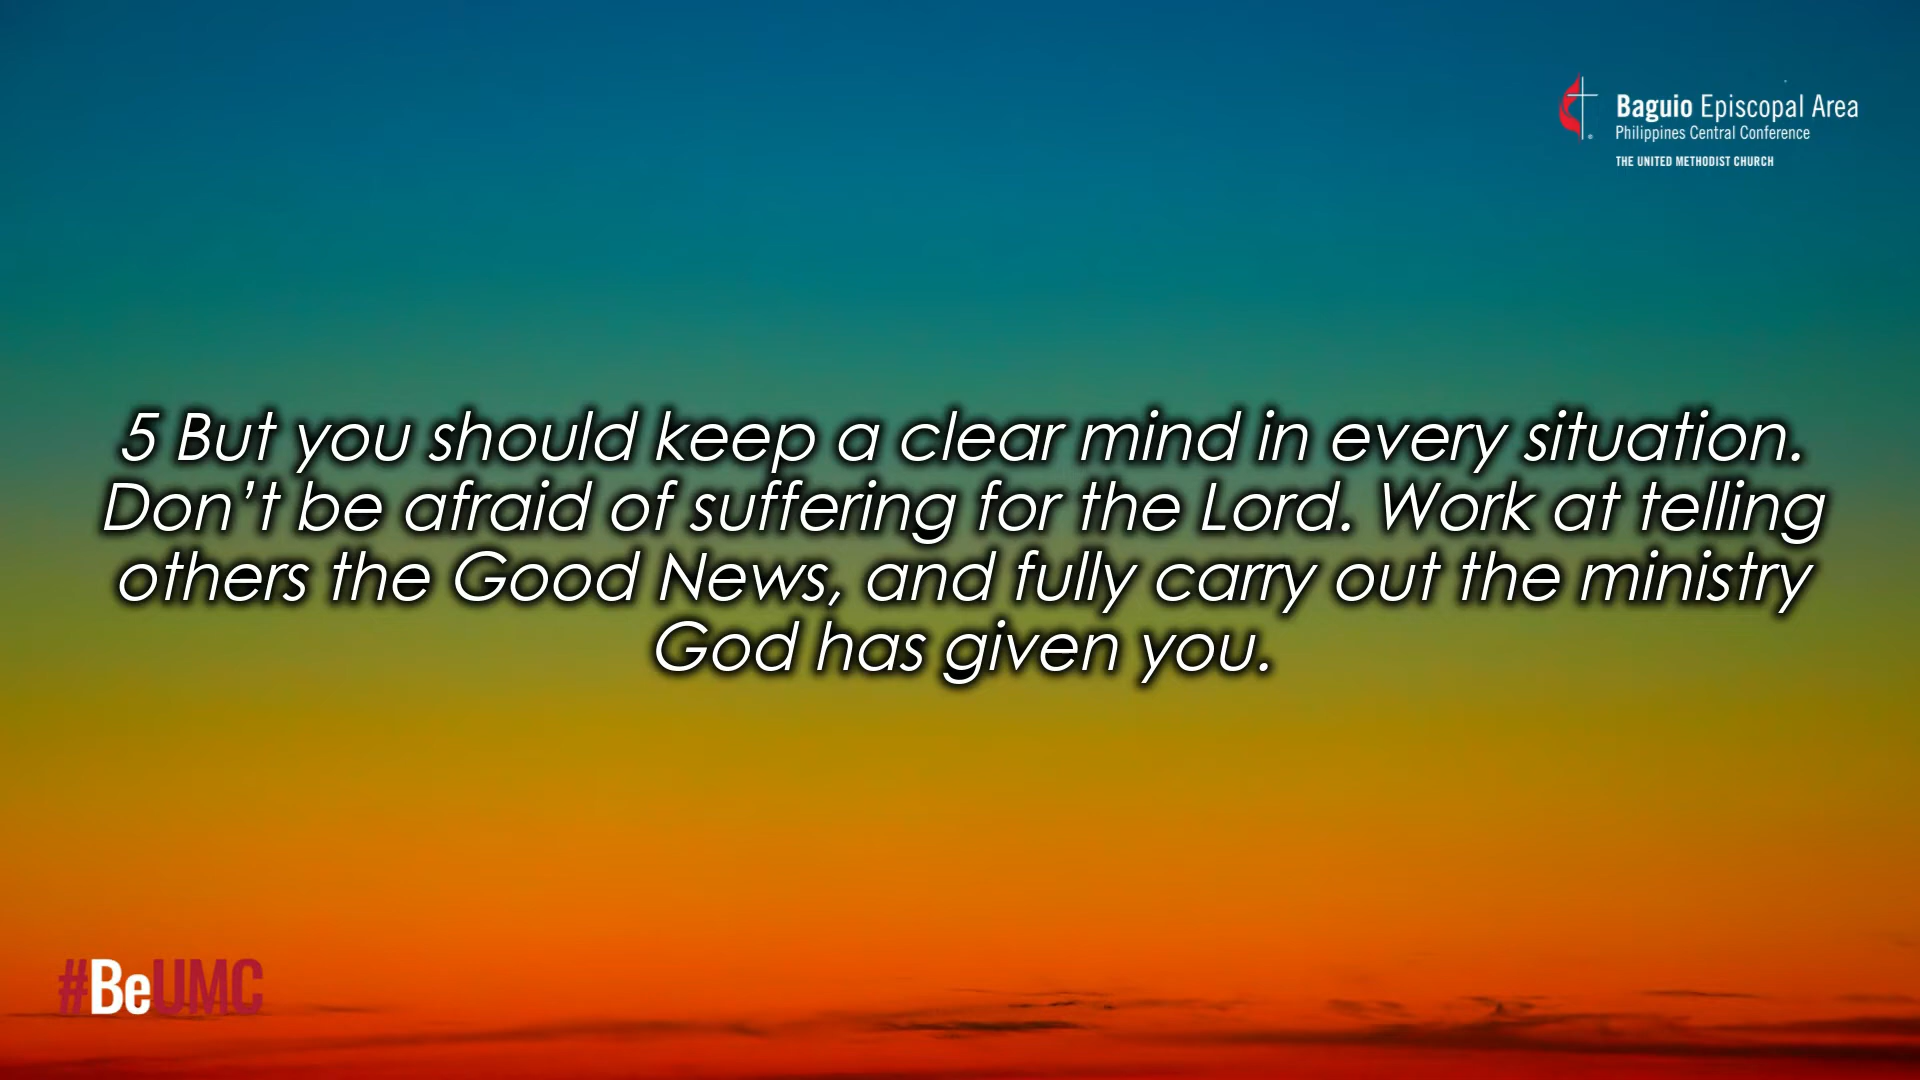 Baguio Episcopal Area
Philippines Central Conference
THE UNITED METHODIST CHURCH
5 But you should keep a clear mind in every situation.
Don’t be afraid of suffering for the Lord. Work at telling
others the Good News, and fully carry out the ministry
God has given you.
#BeUMC